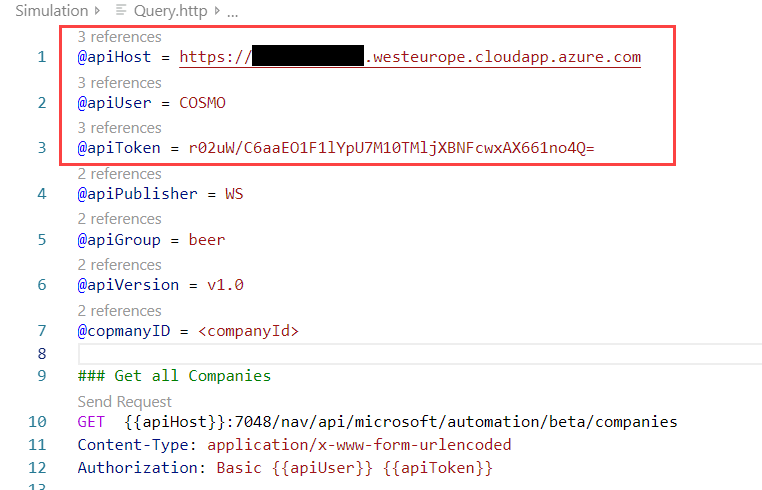 Simulation Query.http ...
3 references
1 @apiHost = https:// .westeurope.cloudapp.azure.com
3 references
2 @apiUser = COSMO
3 references
3 @apiToken = r02uW/C6aaEO1F1lYpU7M10TMljXBNFcwxAX661no4Q=
2 references
4 @apiPublisher = WS
2 references
5 @apiGroup = beer
2 references
6 @apiVersion = v1.0
2 references
7 @copmanyID = <companyId>
8
9 ### Get all Companies
Send Request
10 GET {{apiHost}}:7048/nav/api/microsoft/automation/beta/companies
11 Content-Type: application/x-www-form-urlencoded
12 Authorization: Basic {{apiUser}} {{apiToken}}
13